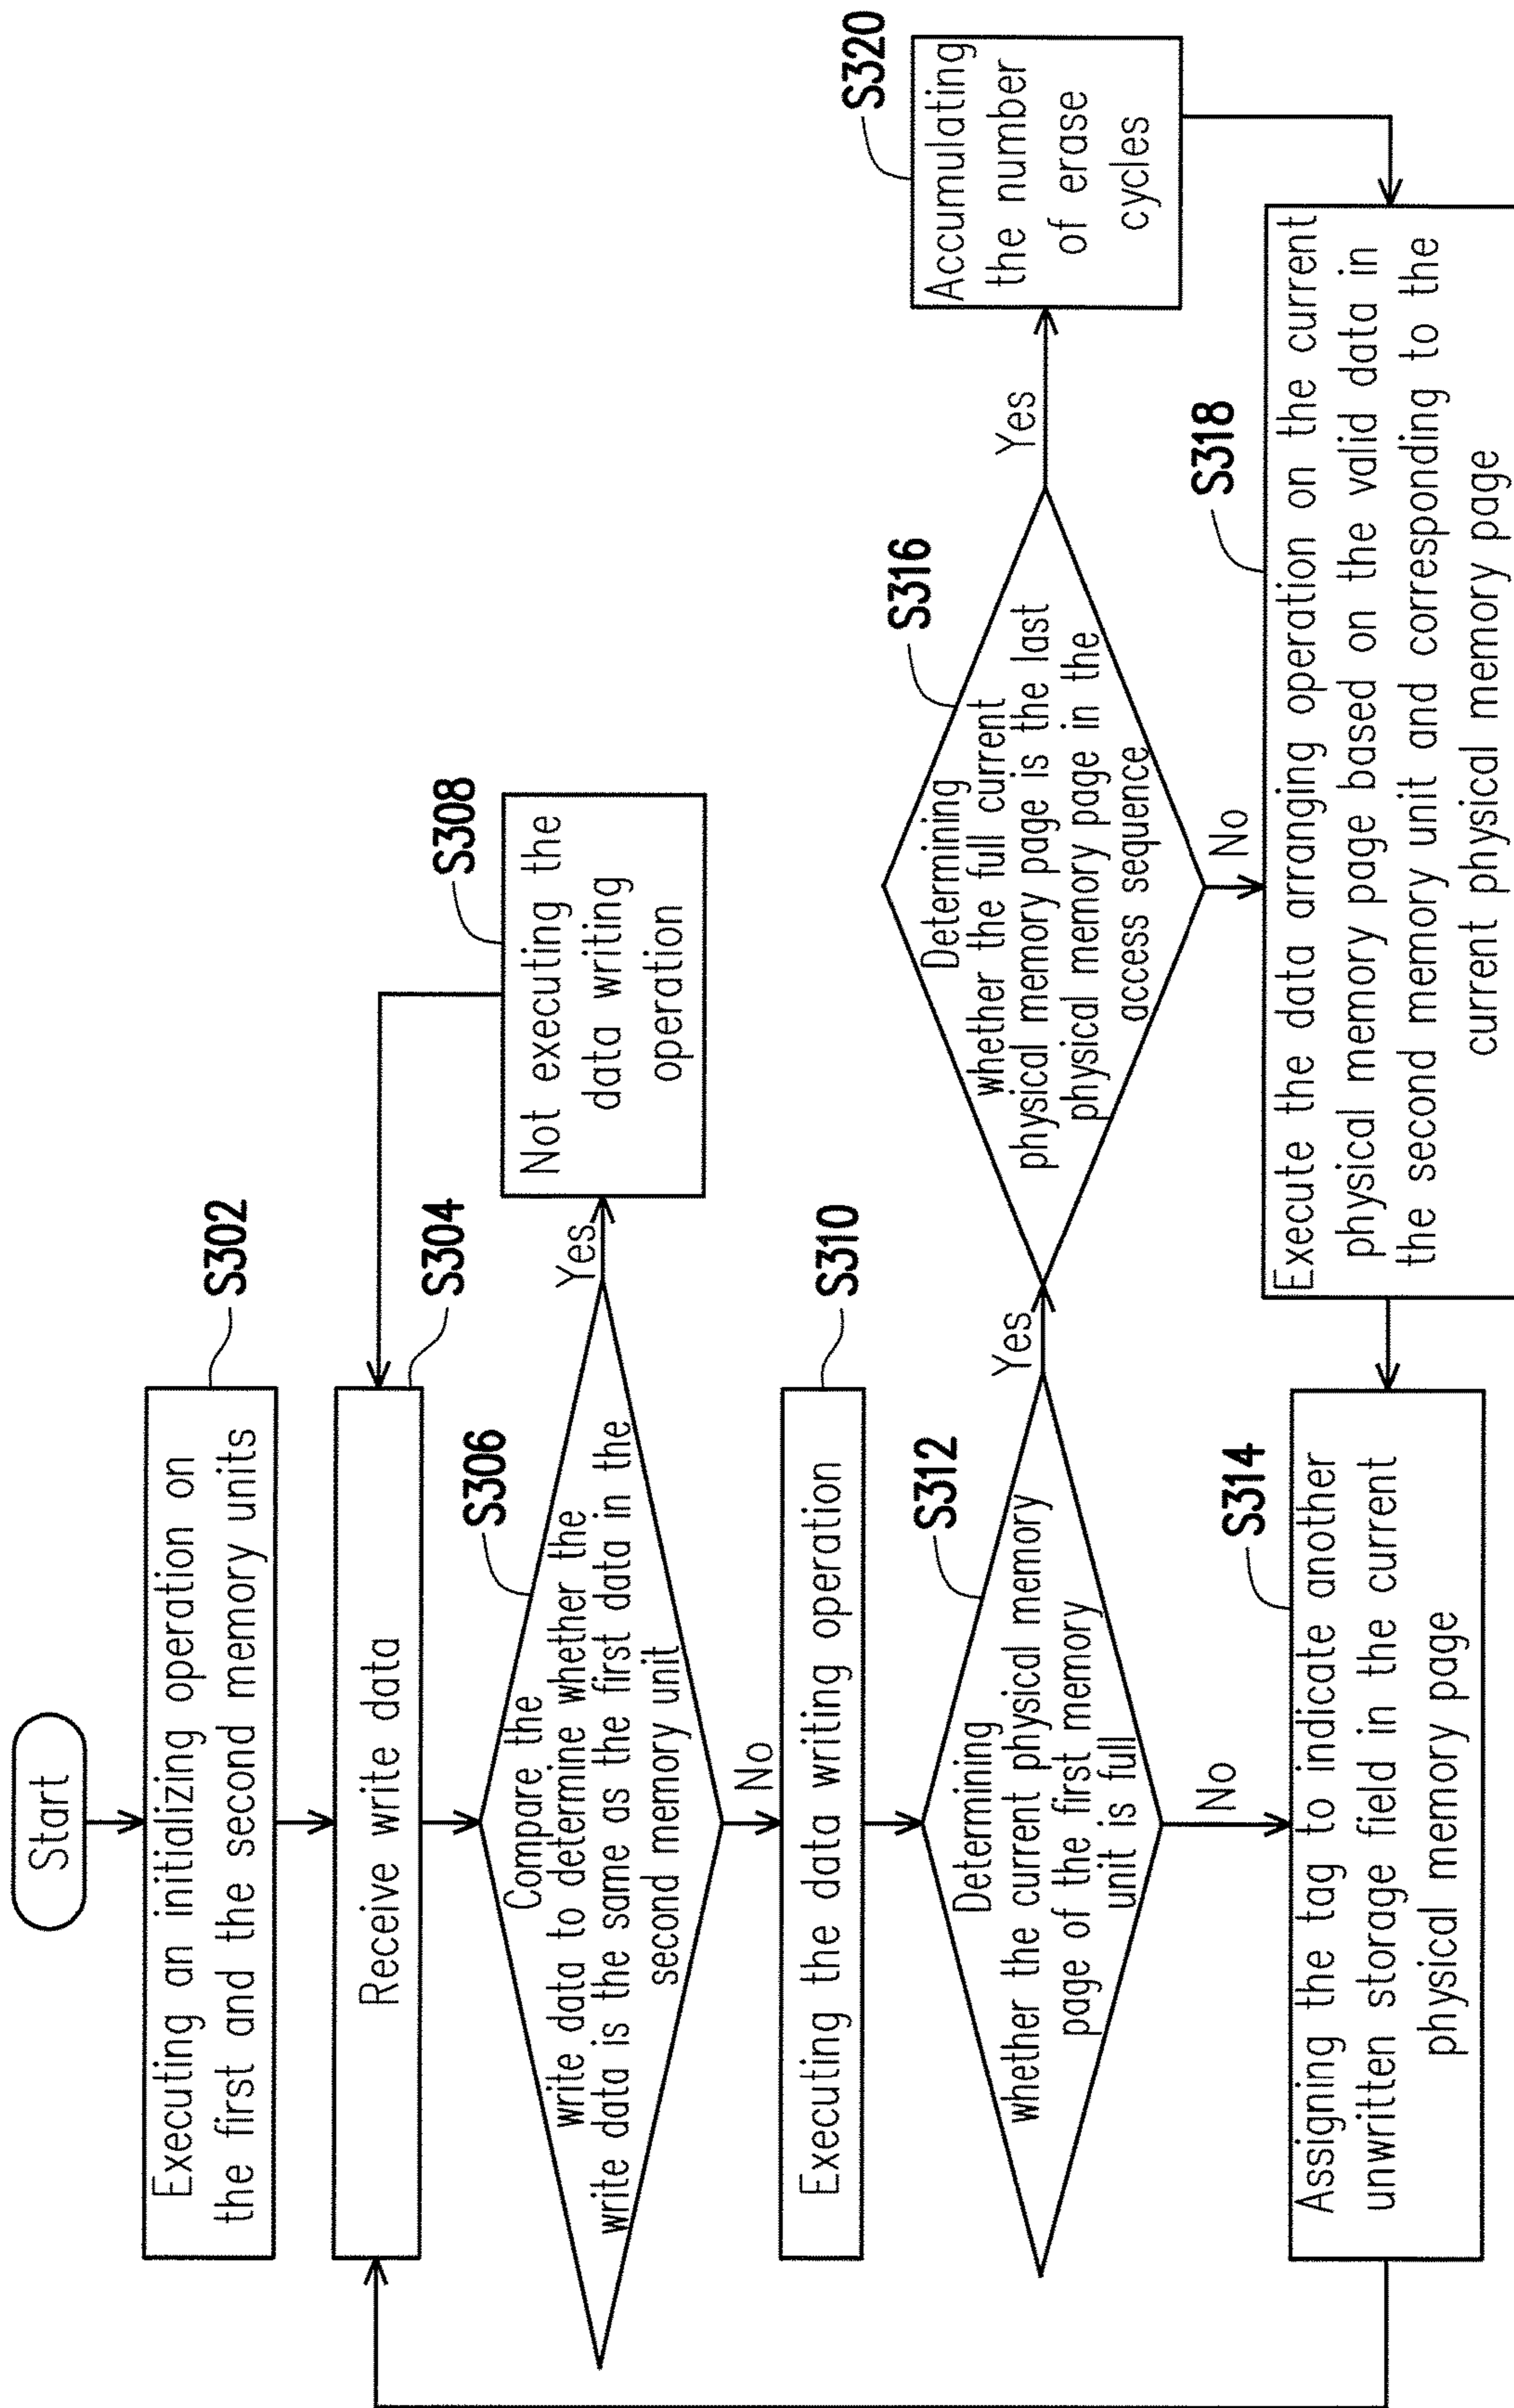 Start
Executing an initializing operation on
the first and the second memory units
S302
Receive write data
S304
Compare the
write data to determine whether the
write data is the same as the first data in the
second memory unit
S306
Yes
Not executing the
data writing
operation
S308
No
Executing the data writing operation
S310
Determining
whether the current physical memory
page of the first memory
unit is full
S312
Yes
No
Assigning the tag to indicate another
unwritten storage field in the current
physical memory page
S314
Determining
whether the full current
physical memory page is the last
physical memory page in the
access sequence
S316
Yes
No
Accumulating
the number
of erase
cycles
S320
Execute the data arranging operation on the current
physical memory page based on the valid data in
the second memory unit and corresponding to the
current physical memory page
S318